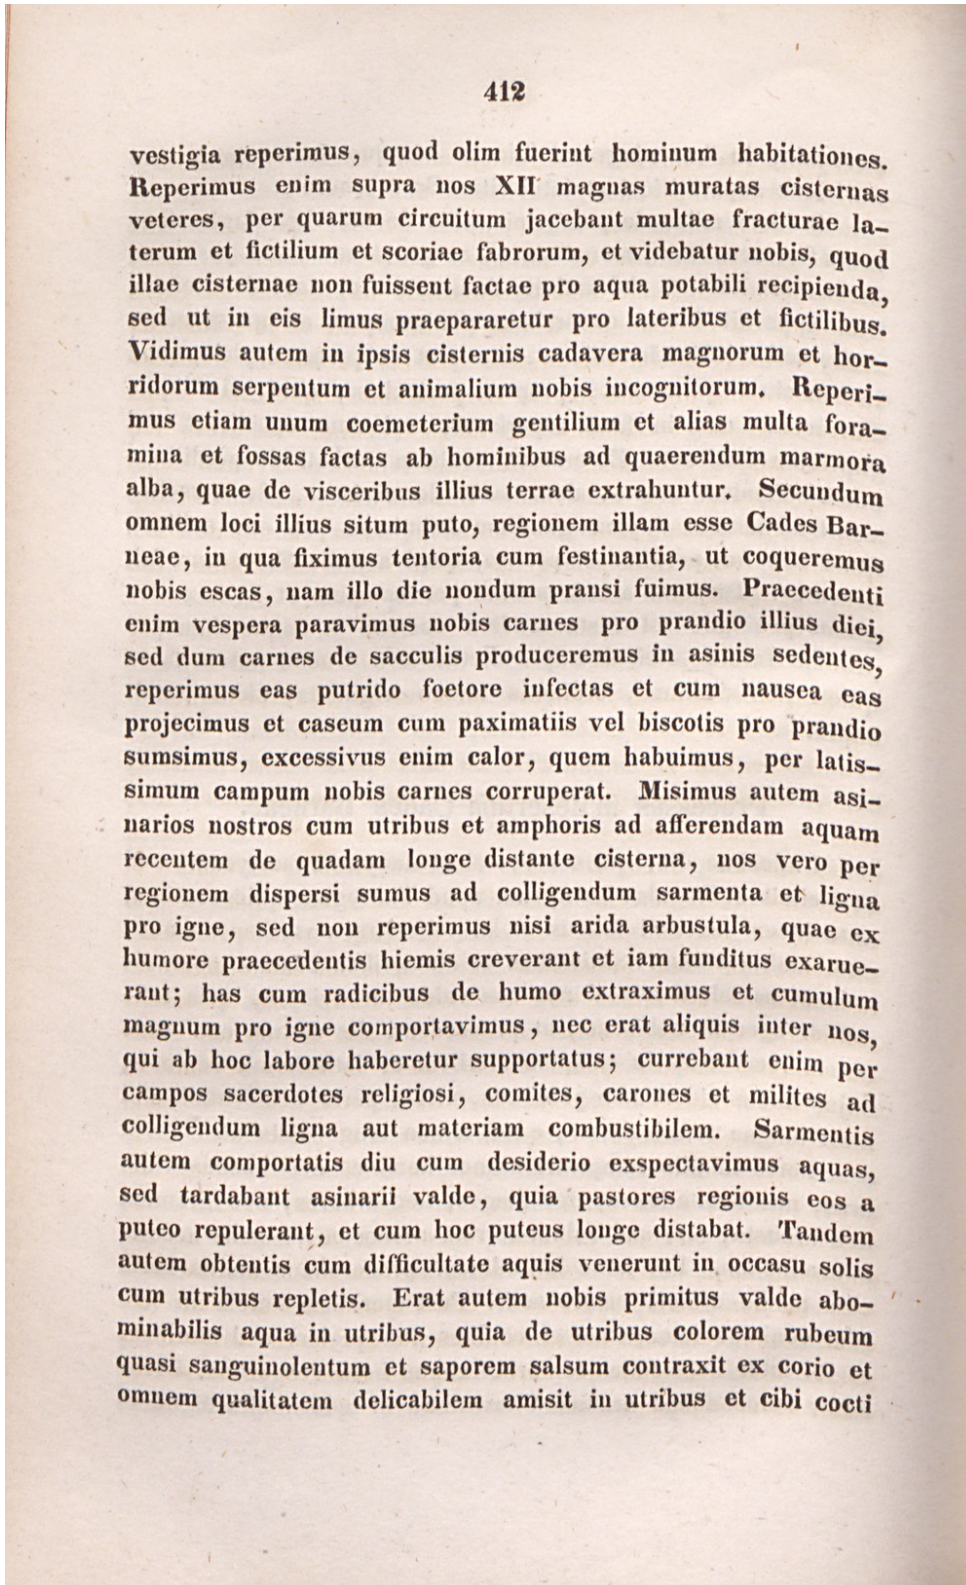 412
vestigia reperimus, quod olim fuerint hominum habitationes.
Reperimus enim supra nos XII magnas muratas cisternas
veteres, per quarum circuitum jacebant multae fracturae la-
terum et fictilium et scoriae fabrorum, et videbatur nobis, quod
illae cisternae non fuissent factae pro aqua potabili recipienda,
sed ut in eis limus praepararetur pro lateribus et fictilibus.
Vidimus autem in ipsis cisternis cadavera magnorum et hor-
ridorum serpentum et animalium nobis incognitorum. Reperi-
mus etiam unum coemeterium gentilium et alias multa fora-
mina et fossas factas ab hominibus ad quaerendum marmora
alba, quae de visceribus illius terrae extrahuntur. Secundum
omnem loci illius situm puto, regionem illam esse Cades Bar-
neae, in qua fiximus tentoria cum festinantia, ut coqueremus
nobis escas, nam illo die nondum pransi fuimus. Praecedenti
enim vespera paravimus nobis carnes pro prandio illius diei,
sed dum carnes de sacculis produceremus in asinis sedentes,
reperimus eas putrido foetore infectas et cum nausea eas
projecimus et caseum cum paximatiis vel biscotis pro prandio
sumsimus, excessivus enim calor, quem habuimus, per latis-
simum campum nobis carnes corruperat. Misimus autem asi-
narios nostros cum utribus et amphoris ad afferendam aquam
recentem de quadam longe distante cisterna, nos vero per
regionem dispersi sumus ad colligendum sarmenta et ligna
pro igne, sed non reperimus nisi arida arbustula, quae ex
humore praecedentis hiemis creverant et iam funditus exarue-
rant; has cum radicibus de humo extraximus et cumulum
magnum pro igne comportavimus, nec erat aliquis inter nos,
qui ab hoc labore haberetur supportatus; currebant enim per
campos sacerdotes religiosi, comites, carones et milites ad
colligendum ligna aut materiam combustibilem. Sarmentis
autem comportatis diu cum desiderio exspectavimus aquas,
sed tardabant asinarii valde, quia pastores regionis eos a
puteo repulerant, et cum hoc puteus longe distabat. Tandem
autem obtentis cum difficultate aquis venerunt in occasu solis
cum utribus repletis. Erat autem nobis primitus valde abo-
minabilis aqua in utribus, quia de utribus colorem rubeum
quasi sanguinolentum et saporem salsum contraxit ex corio et
omnem qualitatem delicabilem amisit in utribus et cibi cocti